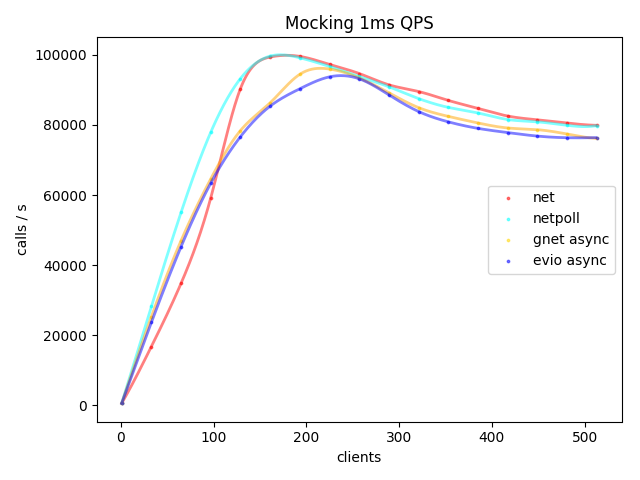 Mocking 1ms QPS
calls / s
100000
80000
60000
40000
20000
0
net
netpoll
gnet async
evio async
0 100 200 300 400 500
clients